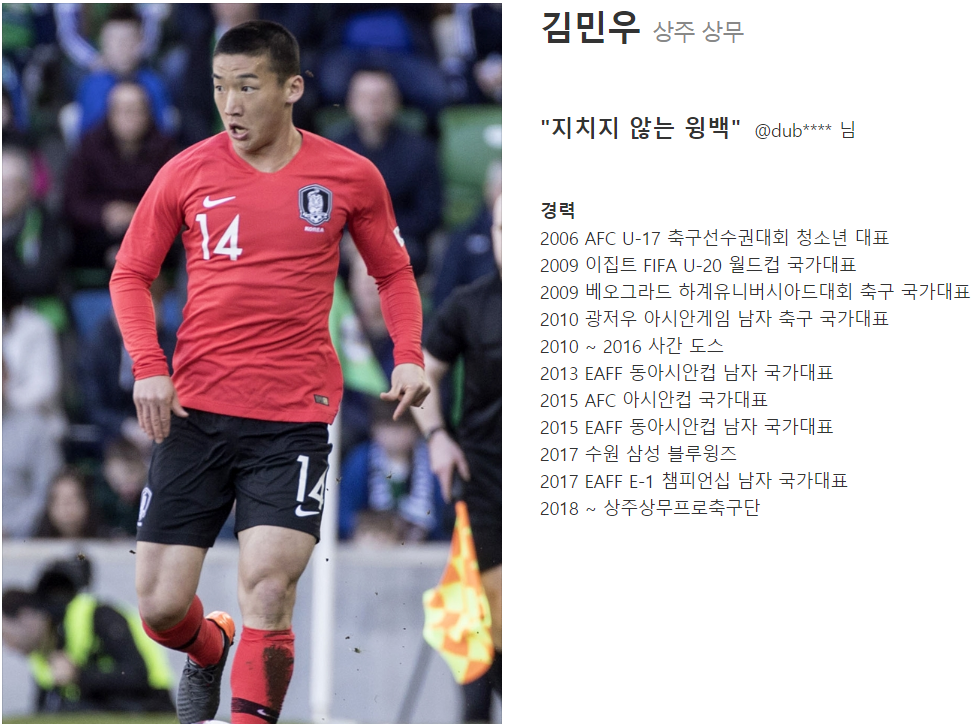 김민우 상주 상무
"지치지 않는 윙백" @dub**** 님
경력
2006 AFC U-17 축구선수권대회 청소년 대표
2009 이집트 FIFA U-20 월드컵 국가대표
2009 베오그라드 하계유니버시아드대회 축구 국가대표
2010 광저우 아시안게임 남자 축구 국가대표
2010 ~ 2016 사간 도스
2013 EAFF 동아시안컵 남자 국가대표
2015 AFC 아시안컵 국가대표
2015 EAFF 동아시안컵 남자 국가대표
2017 수원 삼성 블루윙즈
2017 EAFF E-1 챔피언십 남자 국가대표
2018 ~ 상주상무프로축구단
14
KOREA
14